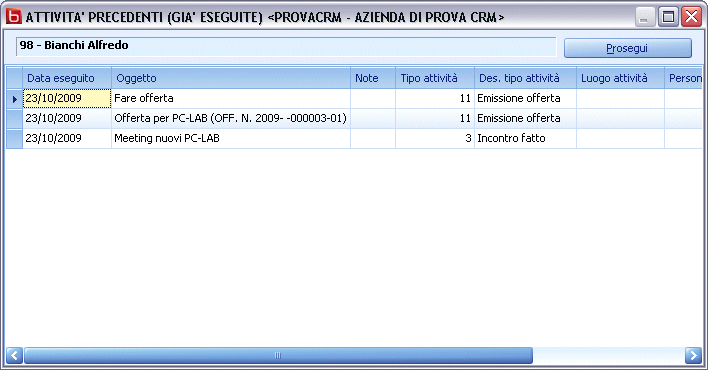 b ATTIVITA' PRECEDENTI (GIA' ESEGUITE) <PROVACRM - AZIENDA DI PROVA CRM>
98 - Bianchi Alfredo Prosegui
Data eseguito Oggetto Note Tipo attività Des. tipo attività Luogo attività Person
23/10/2009 Fare offerta 11 Emissione offerta
23/10/2009 Offerta per PC-LAB (OFF. N. 2009- -000003-01) 11 Emissione offerta
23/10/2009 Meeting nuovi PC-LAB 3 Incontro fatto